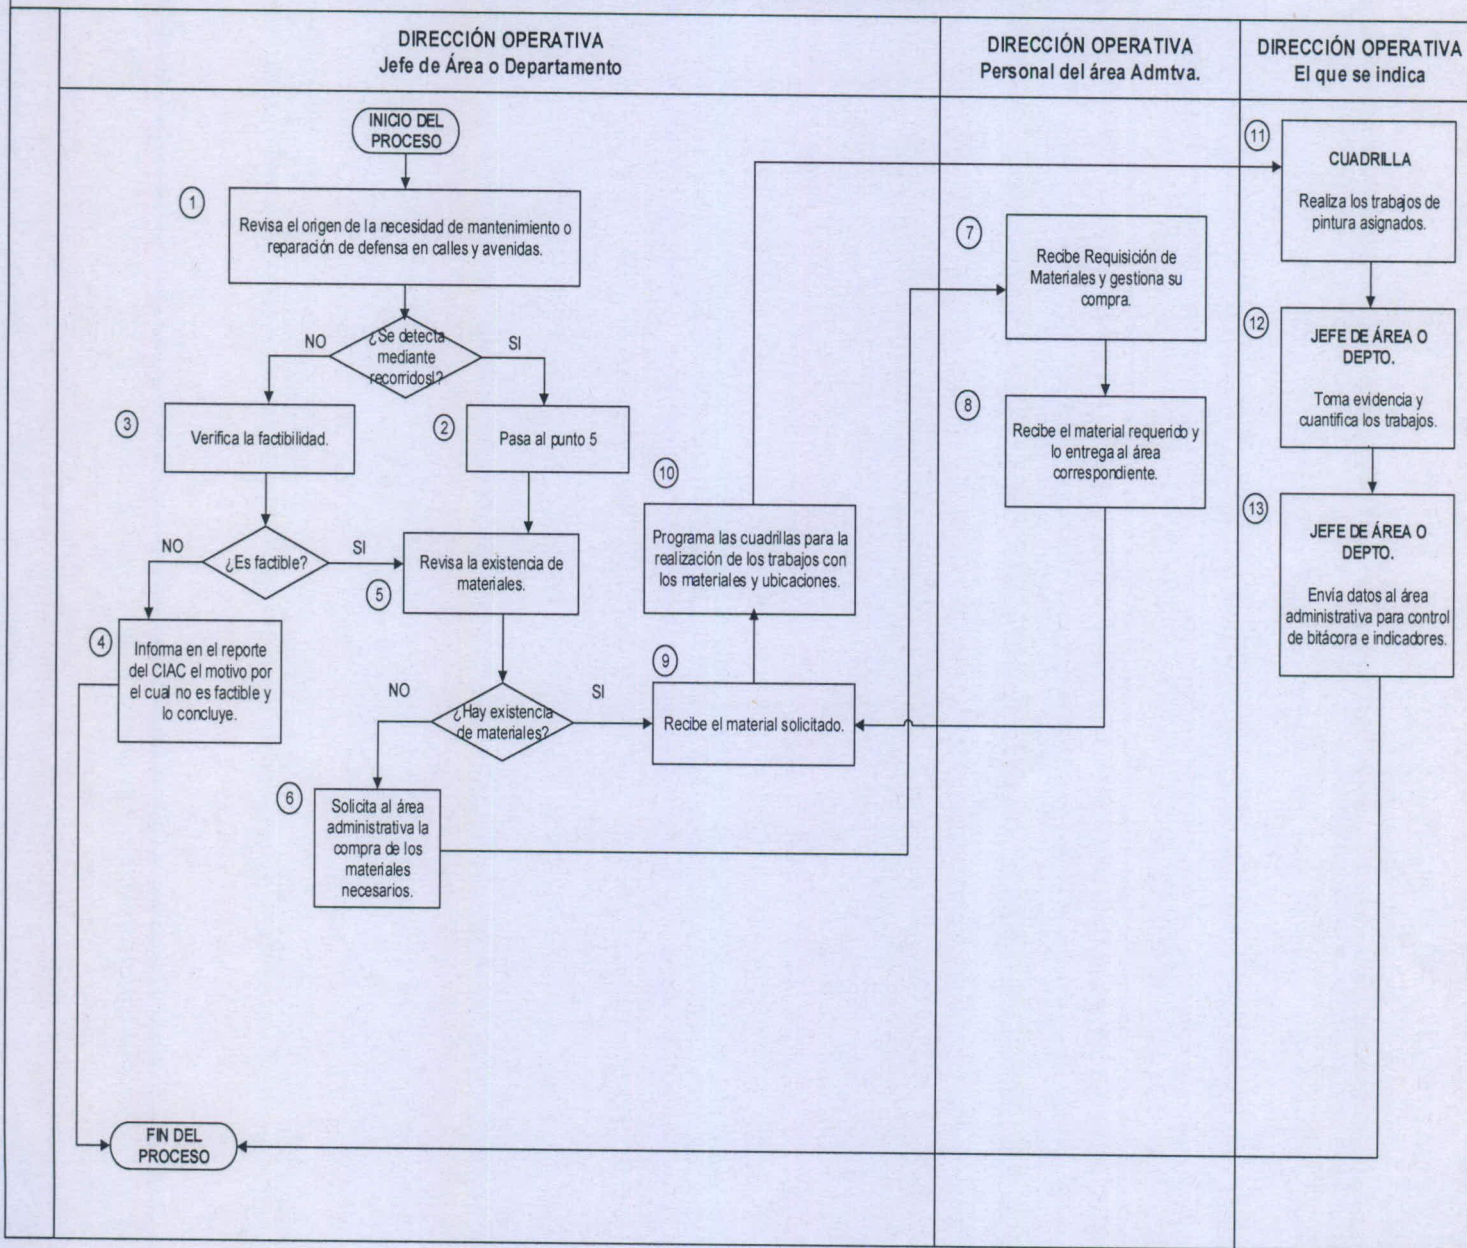 DIRECCIÓN OPERATIVA
Jefe de Área o Departamento
DIRECCIÓN OPERATIVA
Personal del área Admtva.
DIRECCIÓN OPERATIVA
El que se indica
INICIO DEL
PROCESO
1
Revisa el origen de la necesidad de mantenimiento o
reparación de defensa en calles y avenidas.
¿Se detecta
mediante
recorridosl?
NO
SI
3
Verifica la factibilidad.
2
Pasa al punto 5
¿Es factible?
NO
SI
4
Informa en el reporte
del CIAC el motivo por
el cual no es factible y
lo concluye.
5
Revisa la existencia de
materiales.
¿Hay existencia
de materiales?
NO
SI
6
Solicita al área
administrativa la
compra de los
materiales
necesarios.
7
Recibe Requisición de
Materiales y gestiona su
compra.
8
Recibe el material requerido y
lo entrega al área
correspondiente.
9
Recibe el material solicitado.
10
Programa las cuadrillas para la
realización de los trabajos con
los materiales y ubicaciones.
11
CUADRILLA
Realiza los trabajos de
pintura asignados.
12
JEFE DE ÁREA O
DEPTO.
Toma evidencia y
cuantifica los trabajos.
13
JEFE DE ÁREA O
DEPTO.
Envía datos al área
administrativa para control
de bitácora e indicadores.
FIN DEL
PROCESO